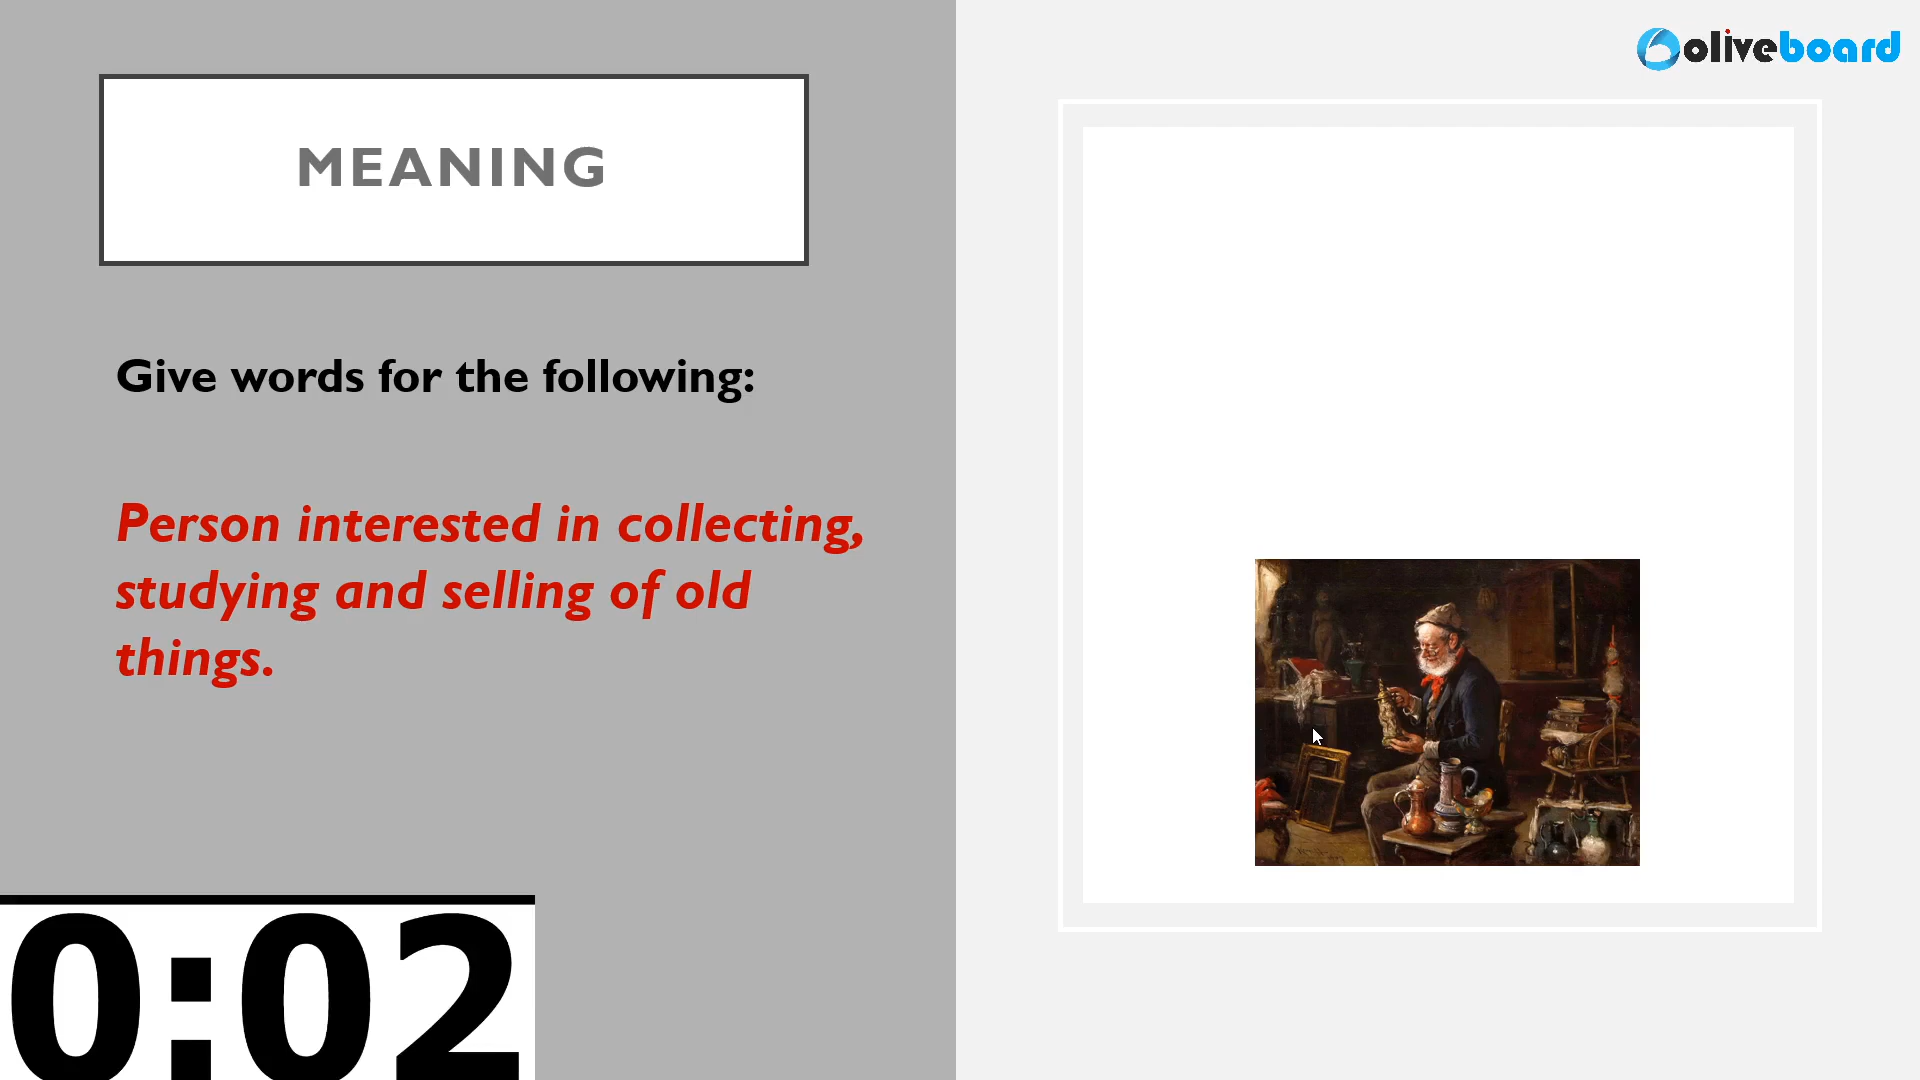 oliveboard
MEANING
Give words for the following:
Person interested in collecting,
studying and selling of old
things.
0:02